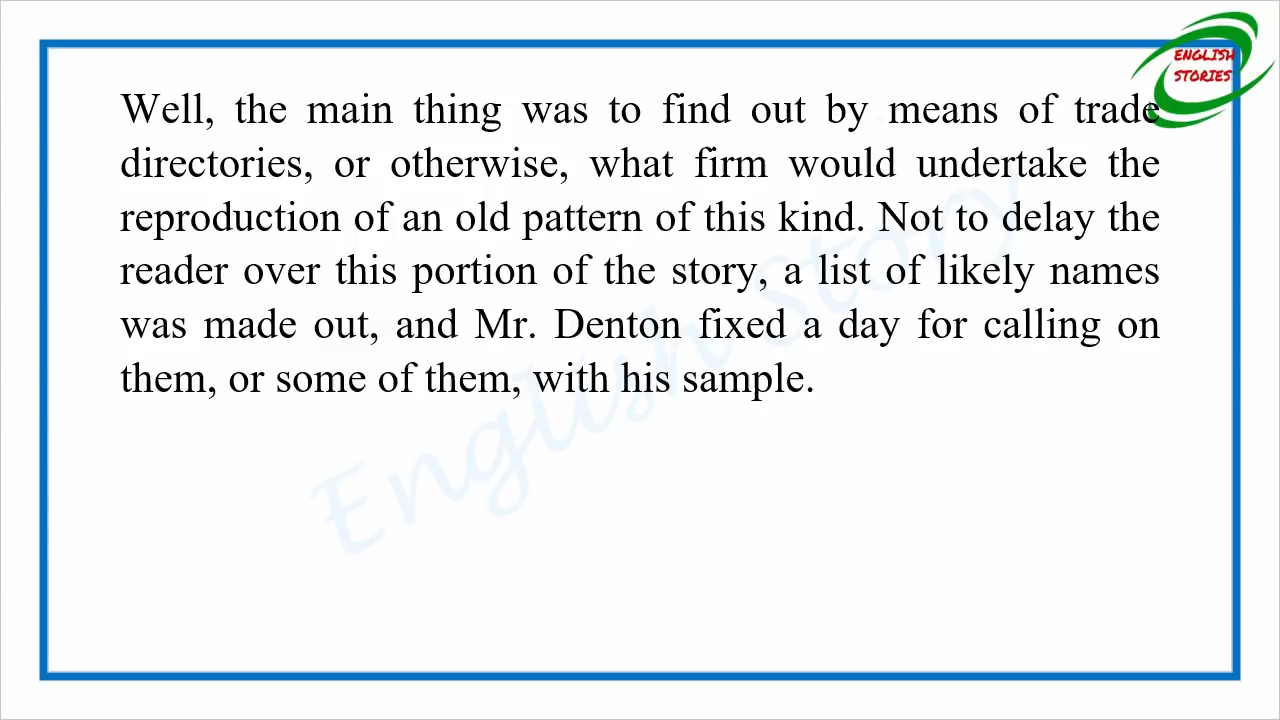 ENGLISH
STORIES
Well, the main thing was to find out by means of trade
directories, or otherwise, what firm would undertake the
reproduction of an old pattern of this kind. Not to delay the
reader over this portion of the story, a list of likely names
was made out, and Mr. Denton fixed a day for calling on
them, or some of them, with his sample.
English Story